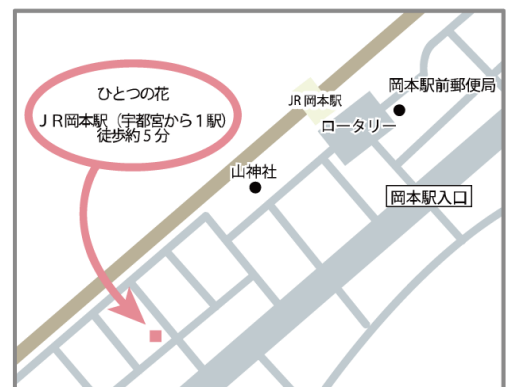 ひとつの花
JR岡本駅（宇都宮から1駅）
徒歩約5分
JR岡本駅
岡本駅前郵便局
ロータリー
山神社
岡本駅入口